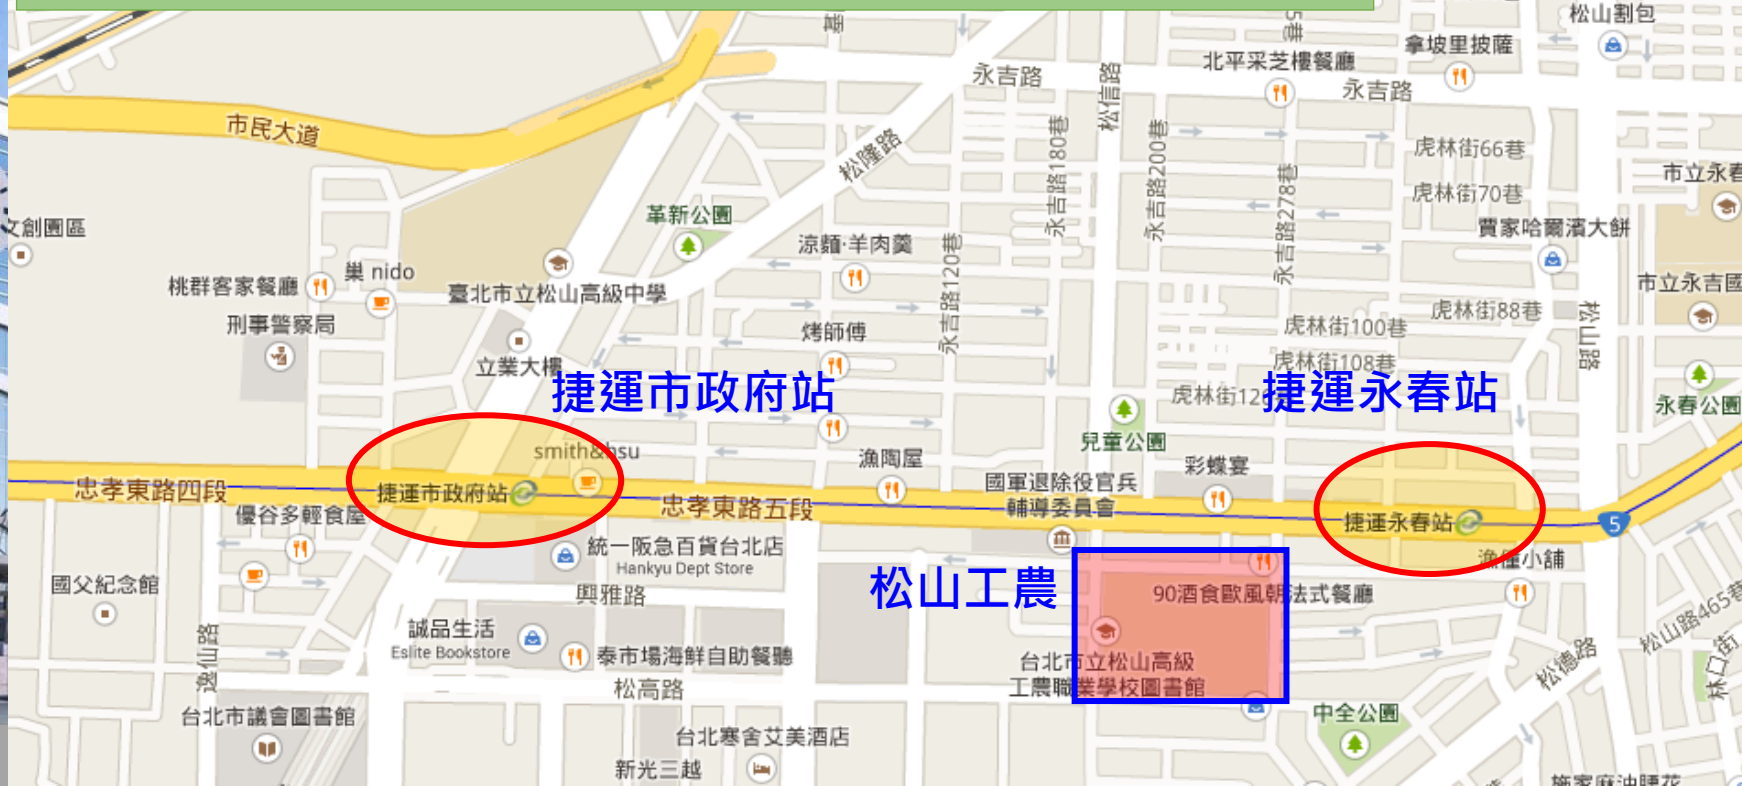 松山割包
拿坡里披薩
北平采芝樓餐廳
永吉路
永吉路
松信路
市民大道
松隆路
永吉路180巷
永吉路200巷
虎林街66巷
永吉路278巷
虎林街70巷
市立永春
革新公園
文創園區
涼麵·羊肉羹
賈家哈爾濱大餅
永吉路120巷
巢 nido
桃群客家餐廳
臺北市立松山高級中學
市立永吉國
刑事警察局
虎林街88巷
虎林街100巷
烤師傅
松山路
立業大樓
虎林街108巷
捷運市政府站
捷運永春站
虎林街12
永春公園
兒童公園
smith&hsu
漁陶屋
彩蝶宴
國軍退除役官兵
輔導委員會
忠孝東路四段
捷運市政府站
忠孝東路五段
捷運永春站
5
優谷多輕食屋
統一阪急百貨台北店
Hankyu Dept Store
小舖
國父紀念館
松山工農
90酒食歐風朝法式餐廳
興雅路
松山路465巷
誠品生活
Eslite Bookstore
逸仙路
泰市場海鮮自助餐聽
台北市立松山高級
工農職業學校圖書館
松德路
林口街
松高路
台北市議會圖書館
中全公園
台北寒舍艾美酒店
新光三越
施家麻油腰花